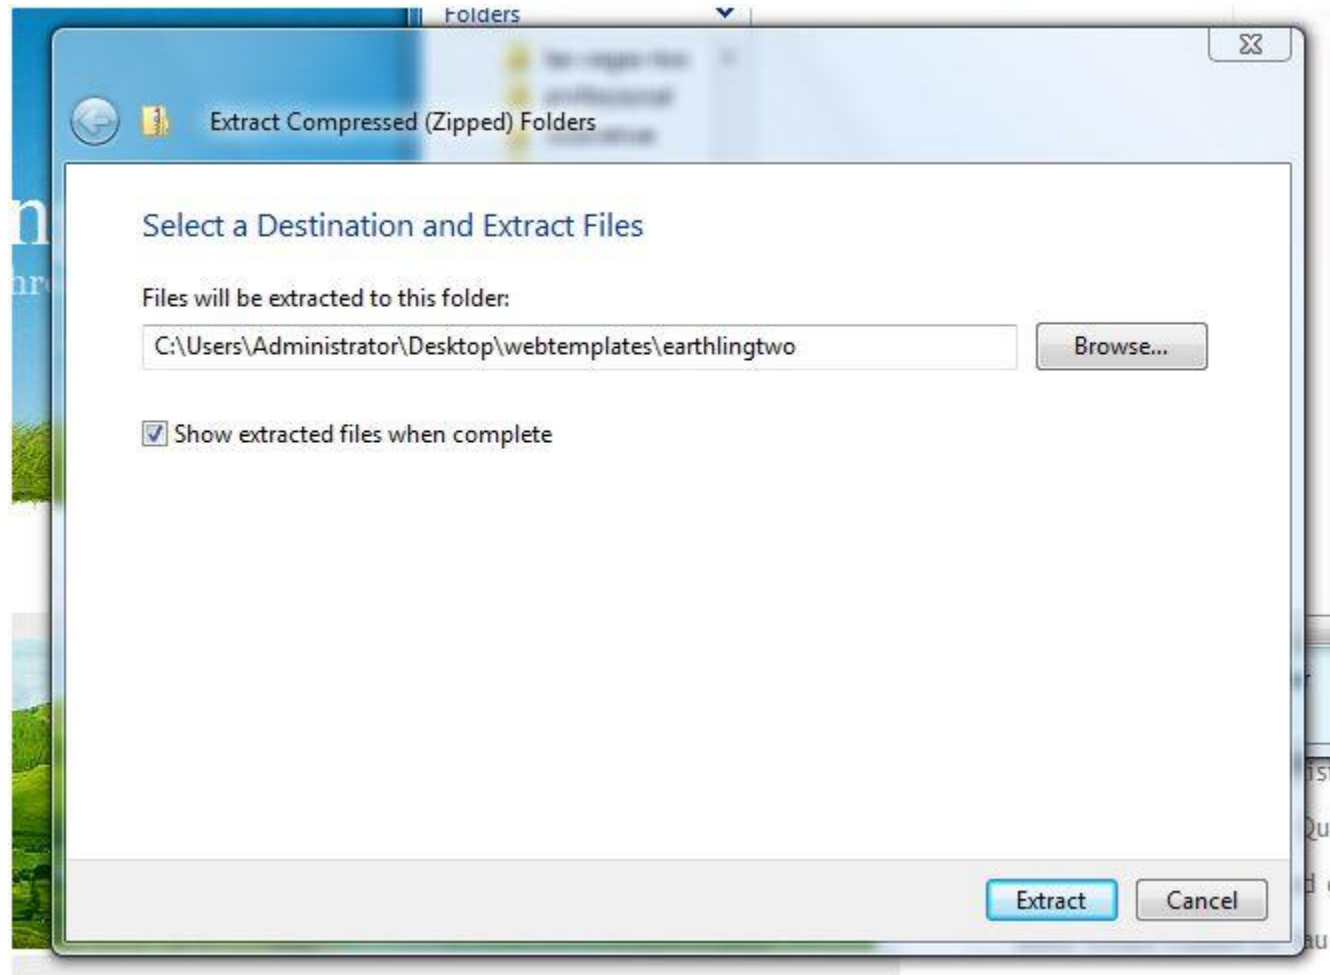 Folders
Extract Compressed (Zipped) Folders
Select a Destination and Extract Files
Files will be extracted to this folder:
C:\Users\Administrator\Desktop\webtemplates\earthlingtwo
Browse...
Show extracted files when complete
Extract
Cancel